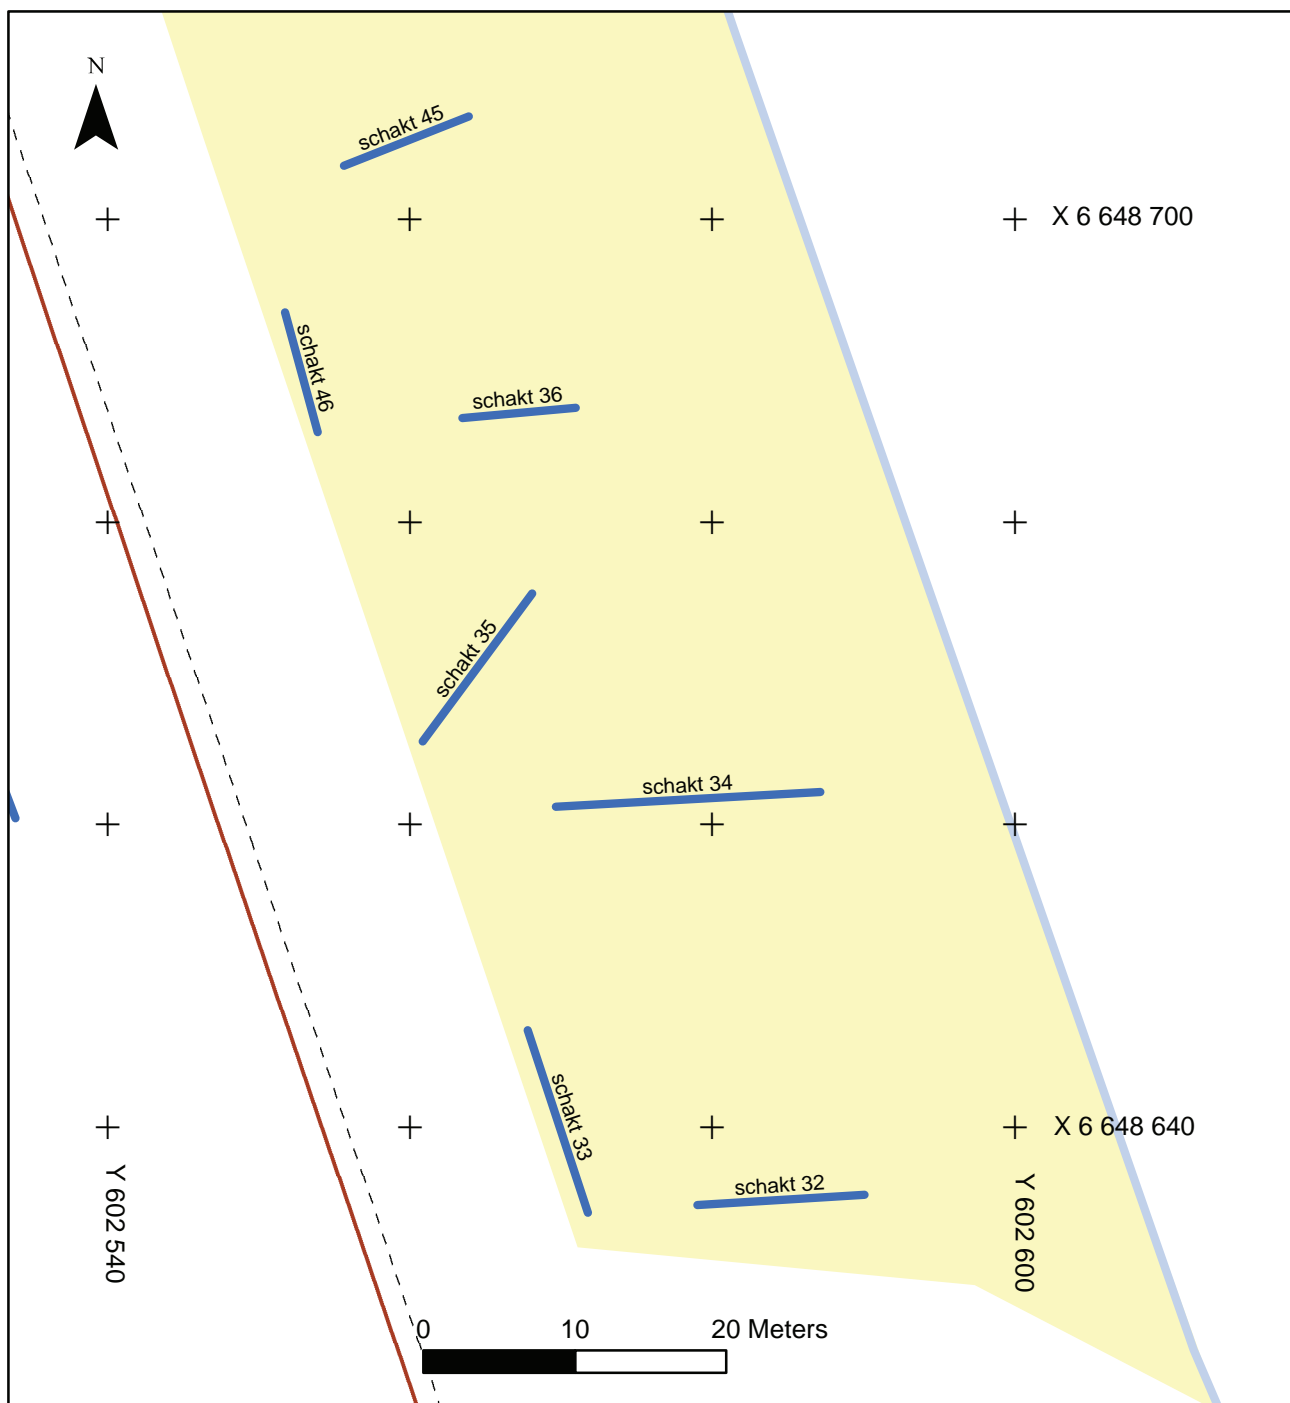 N
schakt 45
X 6 648 700
schakt 46
schakt 36
schakt 35
schakt 34
schakt 33
X 6 648 640
schakt 32
Y 602 540
Y 602 600
0 10 20 Meters